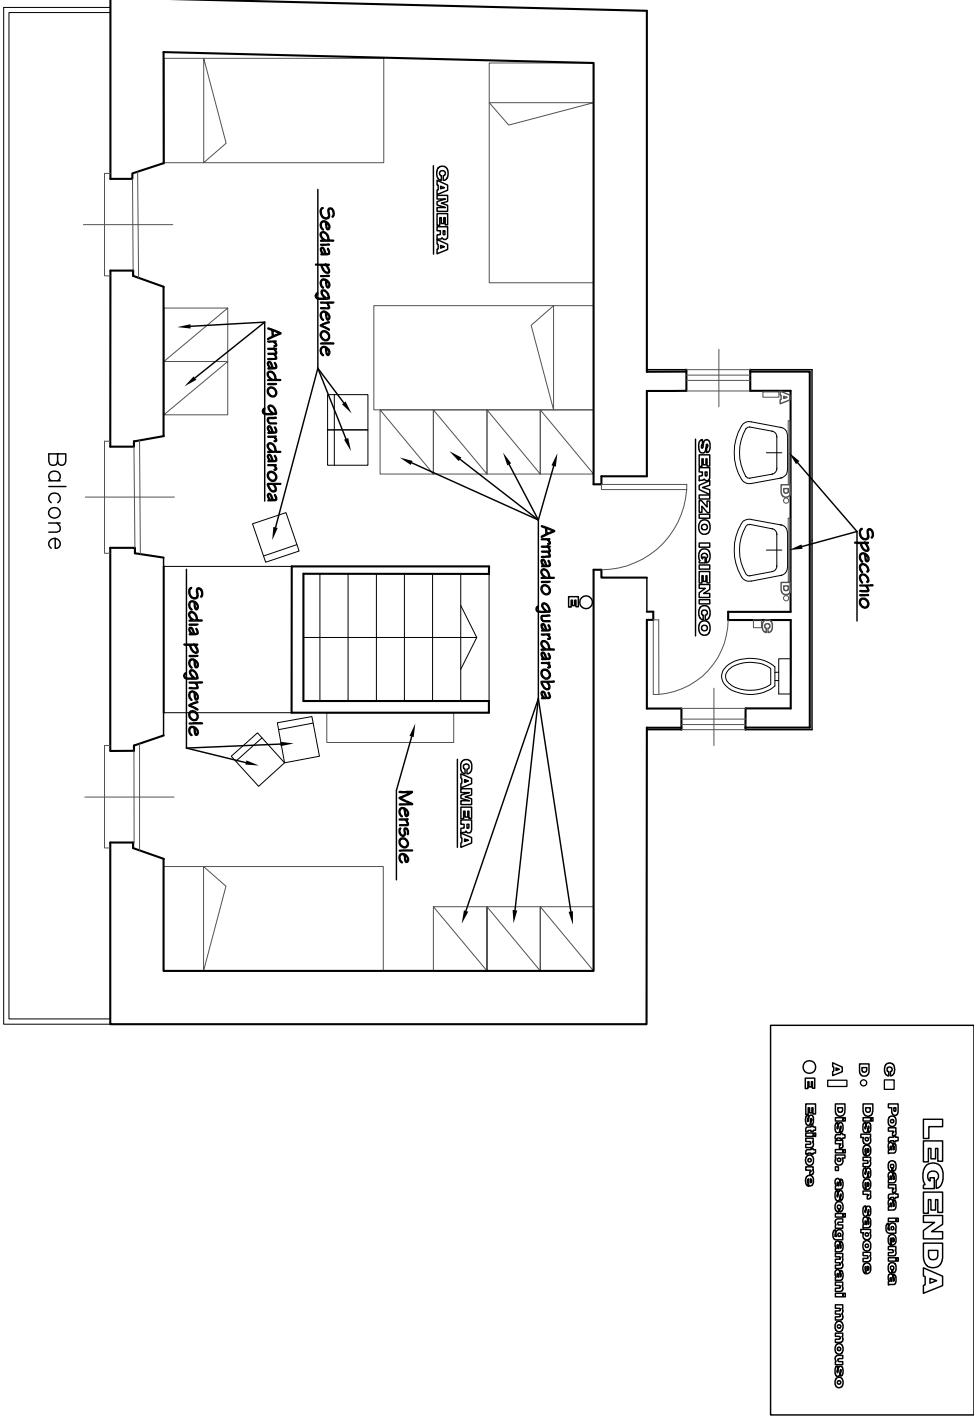 Specchio
A
D
D
C
SERVIZIO IGIENICO
CAMERA
Sedia pieghevole
Armadio guardaroba
Armadio guardaroba
E
Sedia pieghevole
CAMERA
Mensole
Balcone
LEGENDA
C Porta carta igenica
D Dispenser sapone
A Distrib. asciugamani monouso
E Estintore